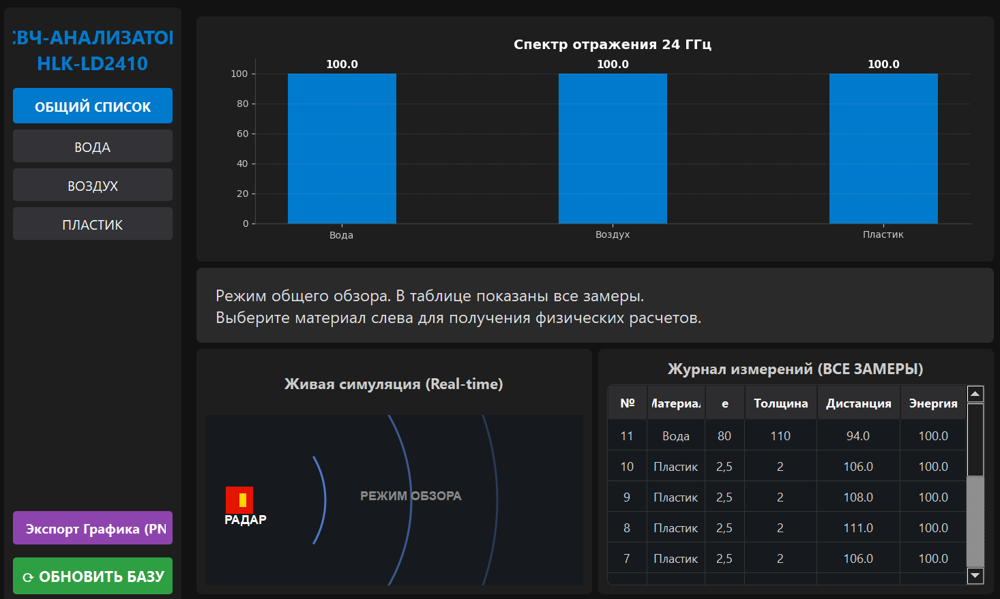 СВЧ-АНАЛИЗАТОР
HLK-LD2410
ОБЩИЙ СПИСОК
ВОДА
ВОЗДУХ
ПЛАСТИК
Экспорт Графика (PN
⟳ ОБНОВИТЬ БАЗУ
Спектр отражения 24 ГГц
100.0 100.0 100.0
100
80
60
40
20
0
Вода Воздух Пластик
Режим общего обзора. В таблице показаны все замеры.
Выберите материал слева для получения физических расчетов.
Живая симуляция (Real-time)
РЕЖИМ ОБЗОРА
РАДАР
Журнал измерений (ВСЕ ЗАМЕРЫ)
№ Материал e Толщина Дистанция Энергия
11 Вода 80 110 94.0 100.0
10 Пластик 2,5 2 106.0 100.0
9 Пластик 2,5 2 108.0 100.0
8 Пластик 2,5 2 111.0 100.0
7 Пластик 2,5 2 106.0 100.0